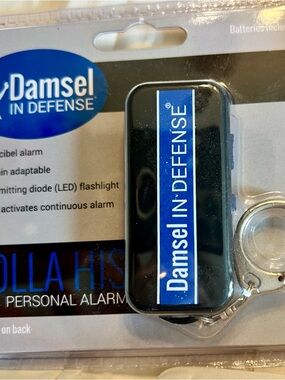 Batteries
Damsel
IN DEFENSE
cibel alarm
in adaptable
mitting diode (LED) flashlight
activates continuous alarm
Damsel IN DEFENSE®
OLLA HIS
PERSONAL ALARM
on back